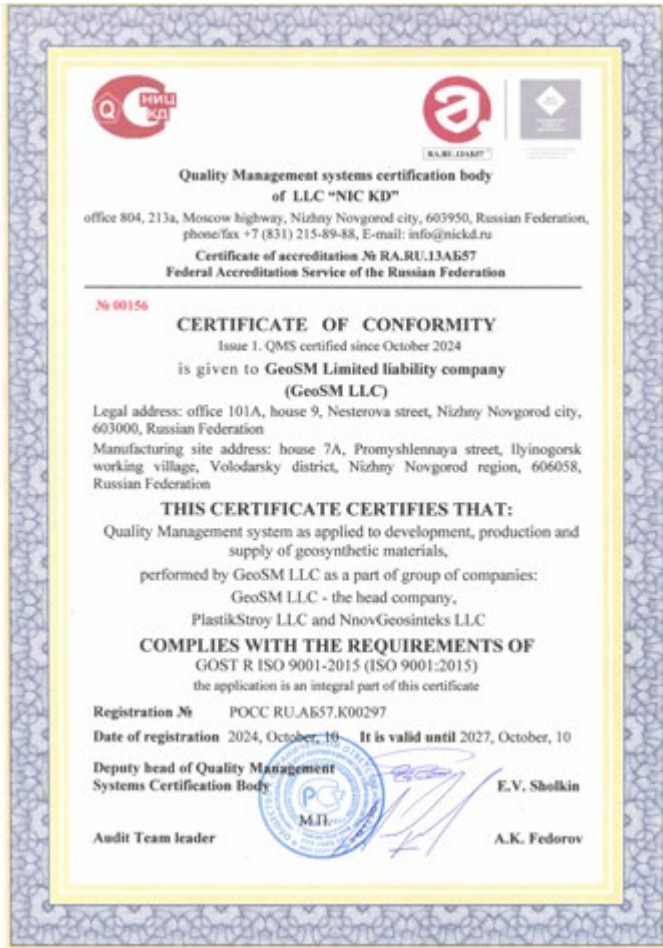 Q НИЦ
КД
RA.RU.13АБ57
Quality Management systems certification body
of LLC “NIC KD”
office 804, 213a, Moscow highway, Nizhny Novgorod city, 603950, Russian Federation,
phone/fax +7 (831) 215-89-88, E-mail: info@nickd.ru
Certificate of accreditation № RA.RU.13АБ57
Federal Accreditation Service of the Russian Federation
№ 00156
CERTIFICATE OF CONFORMITY
Issue 1. QMS certified since October 2024
is given to GeoSM Limited liability company
(GeoSM LLC)
Legal address: office 101A, house 9, Nesterova street, Nizhny Novgorod city,
603000, Russian Federation
Manufacturing site address: house 7A, Promyshlennaya street, Ilyinogorsk
working village, Volodarsky district, Nizhny Novgorod region, 606058,
Russian Federation
THIS CERTIFICATE CERTIFIES THAT:
Quality Management system as applied to development, production and
supply of geosynthetic materials,
performed by GeoSM LLC as a part of group of companies:
GeoSM LLC - the head company,
PlastikStroy LLC and NnovGeosinteks LLC
COMPLIES WITH THE REQUIREMENTS OF
GOST R ISO 9001-2015 (ISO 9001:2015)
the application is an integral part of this certificate
Registration № РОСС RU.АБ57.К00297
Date of registration 2024, October, 10 It is valid until 2027, October, 10
Deputy head of Quality Management
Systems Certification Body E.V. Sholkin
М.П.
Audit Team leader A.K. Fedorov